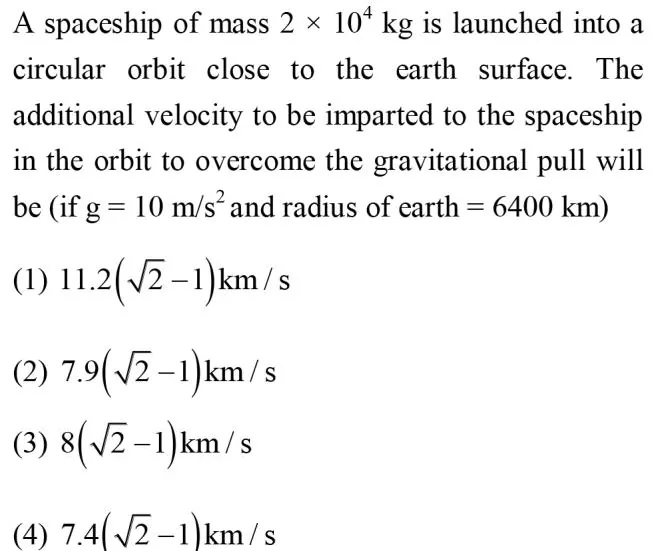 A spaceship of mass 2 × 10⁴ kg is launched into a
circular orbit close to the earth surface. The
additional velocity to be imparted to the spaceship
in the orbit to overcome the gravitational pull will
be (if g = 10 m/s² and radius of earth = 6400 km)
(1) 11.2(√2 – 1)km / s
(2) 7.9(√2 – 1)km / s
(3) 8(√2 – 1)km / s
(4) 7.4(√2 – 1)km / s